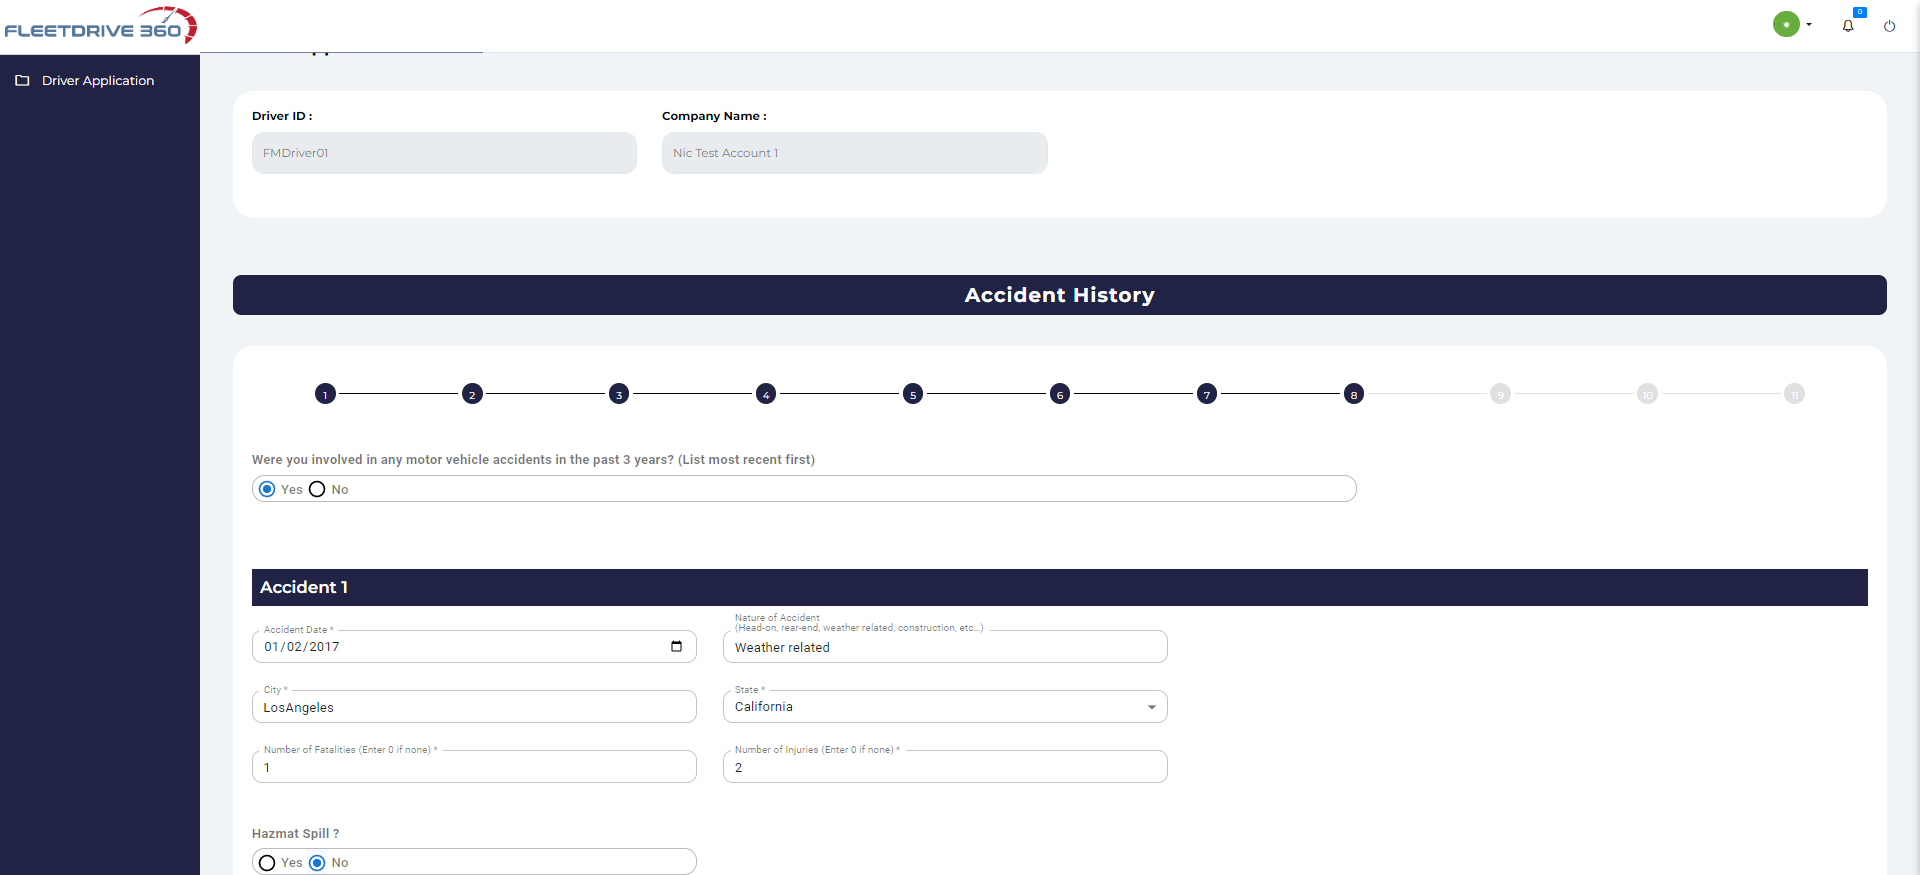 FLEETDRIVE 360
0
Driver Application
Driver ID :
Company Name :
FMDriver01
Nic Test Account 1
Accident History
1 2 3 4 5 6 7 8 9 10 11
Were you involved in any motor vehicle accidents in the past 3 years? (List most recent first)
Yes No
Accident 1
Accident Date *
01/02/2017
Nature of Accident
(Head-on, rear-end, weather related, construction, etc...)
Weather related
City *
LosAngeles
State *
California
Number of Fatalities (Enter 0 if none) *
1
Number of Injuries (Enter 0 if none) *
2
Hazmat Spill ?
Yes No